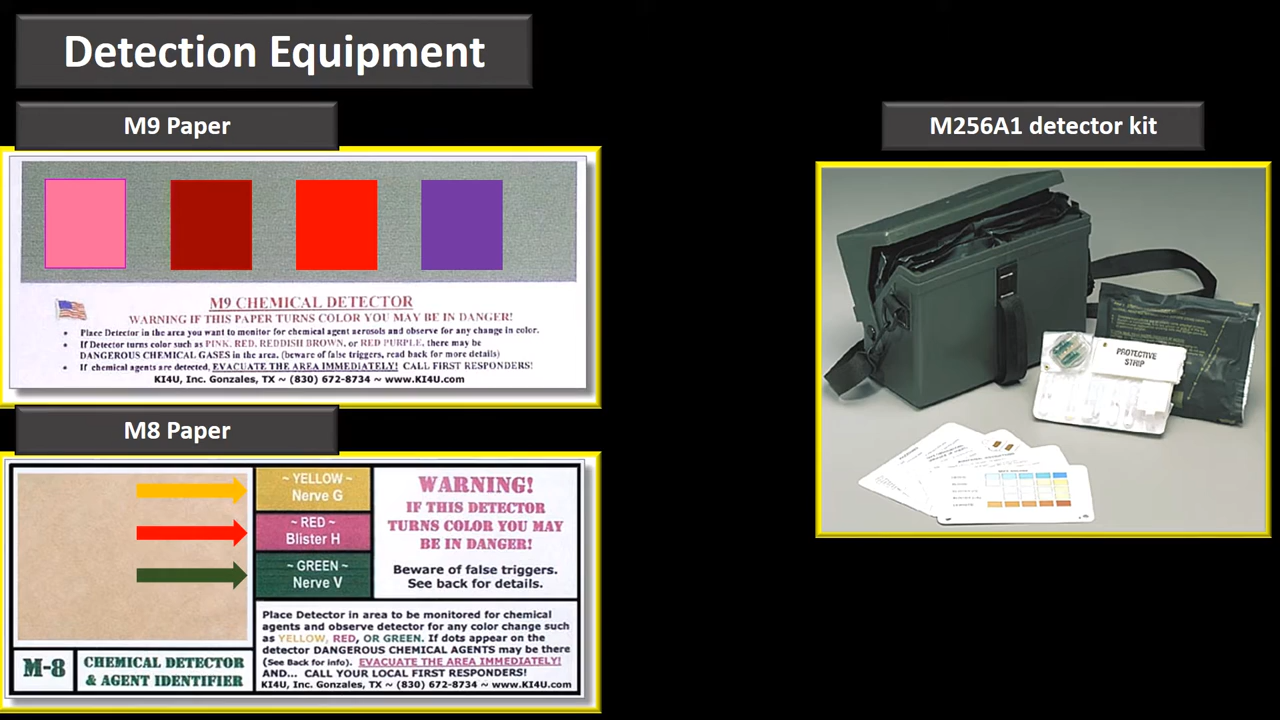 Detection Equipment
M9 Paper
M9 CHEMICAL DETECTOR
WARNING IF THIS PAPER TURNS COLOR YOU MAY BE IN DANGER!
• Place Detector in the area you want to monitor for chemical agent aerosols and observe for any change in color.
• If Detector turns color such as PINK, RED, REDDISH BROWN, or RED PURPLE, there may be
DANGEROUS CHEMICAL GASES in the area. (beware of false triggers, read back for more details)
• If chemical agents are detected, EVACUATE THE AREA IMMEDIATELY! CALL FIRST RESPONDERS!
KI4U, Inc. Gonzales, TX ~ (830) 672-8734 ~ www.KI4U.com
M8 Paper
~ YELLOW ~
Nerve G
~ RED ~
Blister H
~ GREEN ~
Nerve V
WARNING!
IF THIS DETECTOR
TURNS COLOR YOU MAY
BE IN DANGER!
Beware of false triggers.
See back for details.
Place Detector in area to be monitored for chemical
agents and observe detector for any color change such
as YELLOW, RED, OR GREEN. If dots appear on the
detector DANGEROUS CHEMICAL AGENTS may be there
(See Back for info). EVACUATE THE AREA IMMEDIATELY!
AND... CALL YOUR LOCAL FIRST RESPONDERS!
KI4U, Inc. Gonzales, TX ~ (830) 672-8734 ~ www.KI4U.com
M-8
CHEMICAL DETECTOR
& AGENT IDENTIFIER
M256A1 detector kit
PROTECTIVE
STRIP